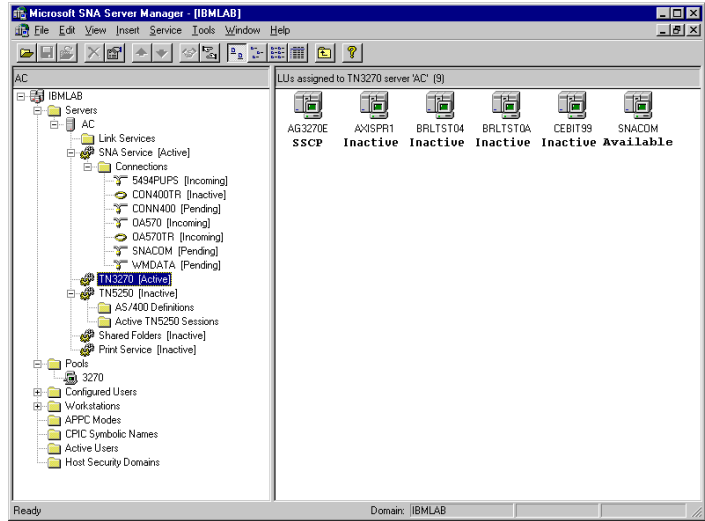 Microsoft SNA Server Manager - [IBMLAB]
File Edit View Insert Service Tools Window Help
AC
LUs assigned to TN3270 server 'AC' (9)
IBMLAB
Servers
AC
Link Services
SNA Service [Active]
Connections
5494PUPS [Incoming]
CON400TR [Inactive]
CONN400 [Pending]
OA570 [Incoming]
OA570TR [Incoming]
SNACOM [Pending]
WMDATA [Pending]
TN3270 [Active]
TN5250 [Inactive]
AS/400 Definitions
Active TN5250 Sessions
Shared Folders [Inactive]
Print Service [Inactive]
Pools
3270
Configured Users
Workstations
APPC Modes
CPIC Symbolic Names
Active Users
Host Security Domains
AG3270E AXISPR1 BRLTST04 BRLTST0A CEBIT99 SNACOM
SSCP Inactive Inactive Inactive Inactive Available
Ready
Domain: IBMLAB